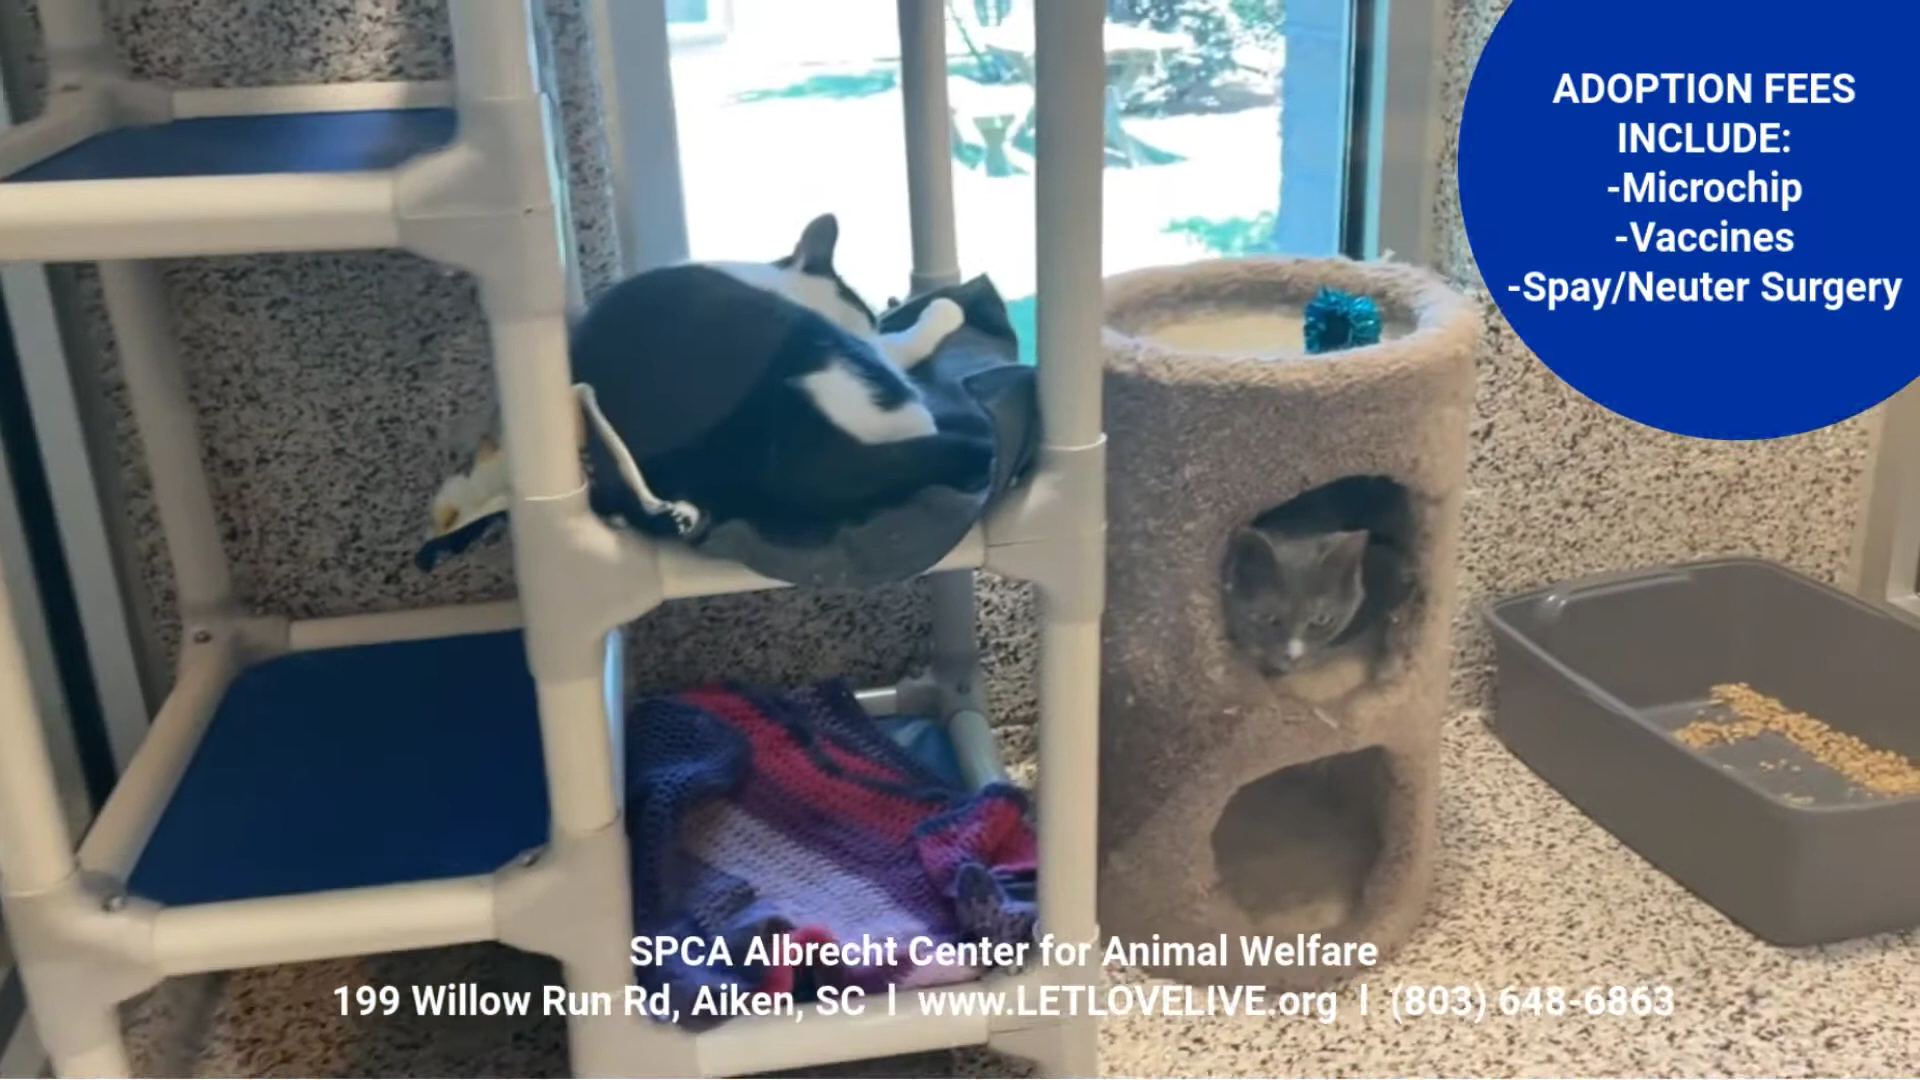 ADOPTION FEES
INCLUDE:
-Microchip
-Vaccines
-Spay/Neuter Surgery
SPCA Albrecht Center for Animal Welfare
199 Willow Run Rd, Aiken, SC | www.LETLOVELIVE.org | (803) 648-6863